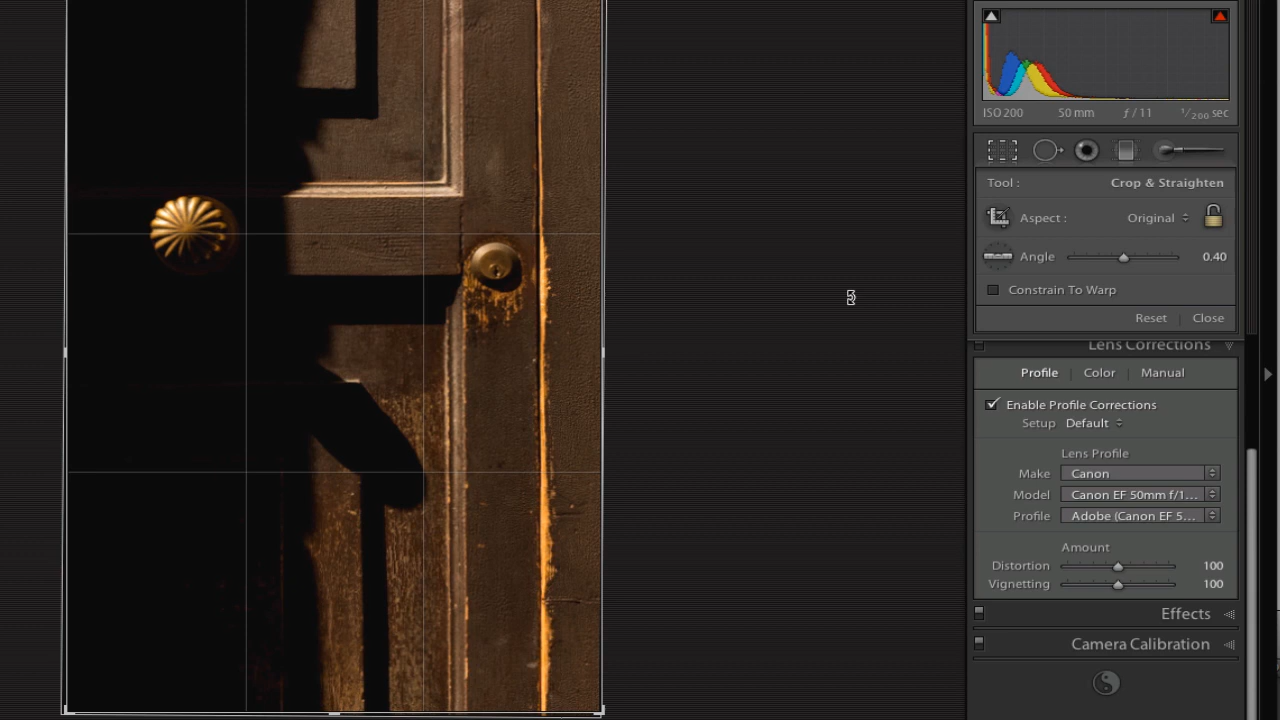 ISO 200 50 mm ƒ / 11 1/200 sec
Tool : Crop & Straighten
Aspect : Original
Angle 0.40
Constrain To Warp
Reset | Close
Lens Corrections
Profile | Color | Manual
Enable Profile Corrections
Setup Default
Lens Profile
Make Canon
Model Canon EF 50mm f/1...
Profile Adobe (Canon EF 5...
Amount
Distortion 100
Vignetting 100
Effects
Camera Calibration